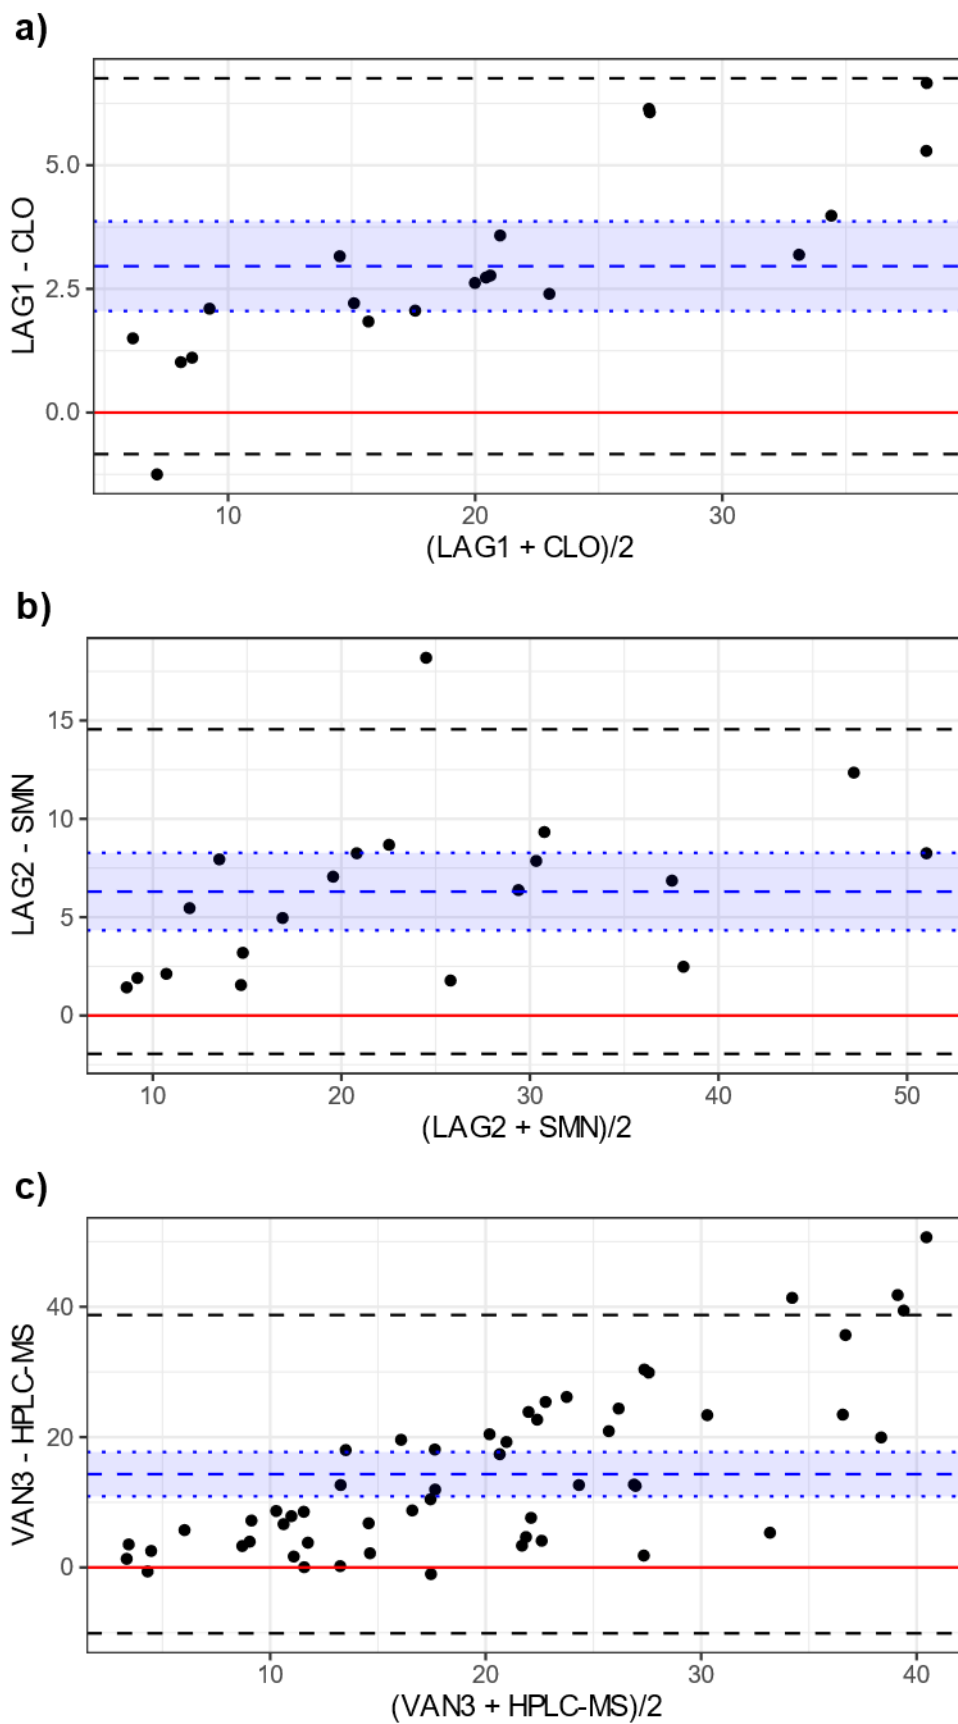 a)
LAG1 - CLO
5.0
2.5
0.0
10 20 30
(LAG1 + CLO)/2
b)
LAG2 - SMN
15
10
5
0
10 20 30 40 50
(LAG2 + SMN)/2
c)
VAN3 - HPLC-MS
40
20
0
10 20 30 40
(VAN3 + HPLC-MS)/2